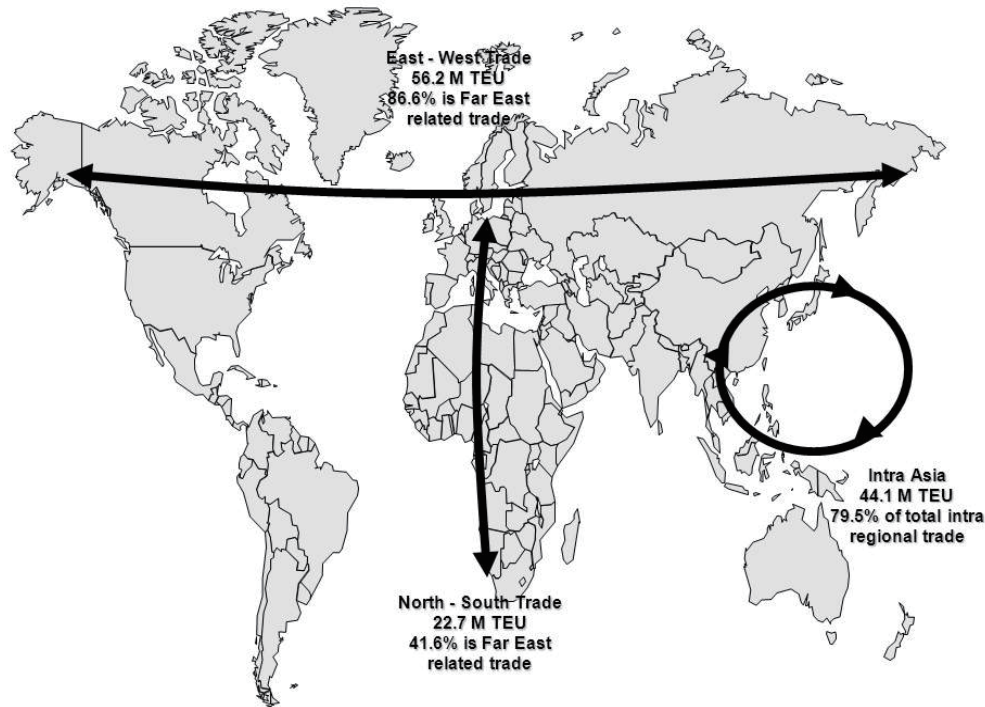 East - West Trade
56.2 M TEU
86.6% is Far East
related trade
Intra Asia
44.1 M TEU
79.5% of total intra
regional trade
North - South Trade
22.7 M TEU
41.6% is Far East
related trade